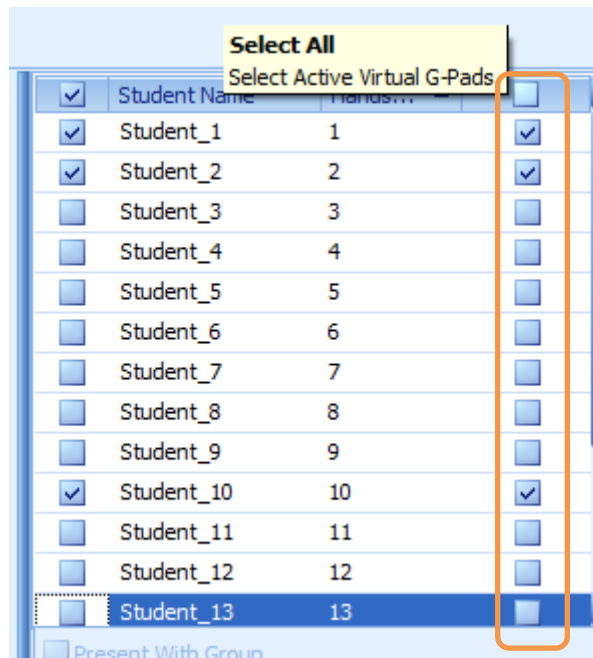 Select All
Select Active Virtual G-Pads
Student Name Hands...
Student_1 1
Student_2 2
Student_3 3
Student_4 4
Student_5 5
Student_6 6
Student_7 7
Student_8 8
Student_9 9
Student_10 10
Student_11 11
Student_12 12
Student_13 13
Present With Group